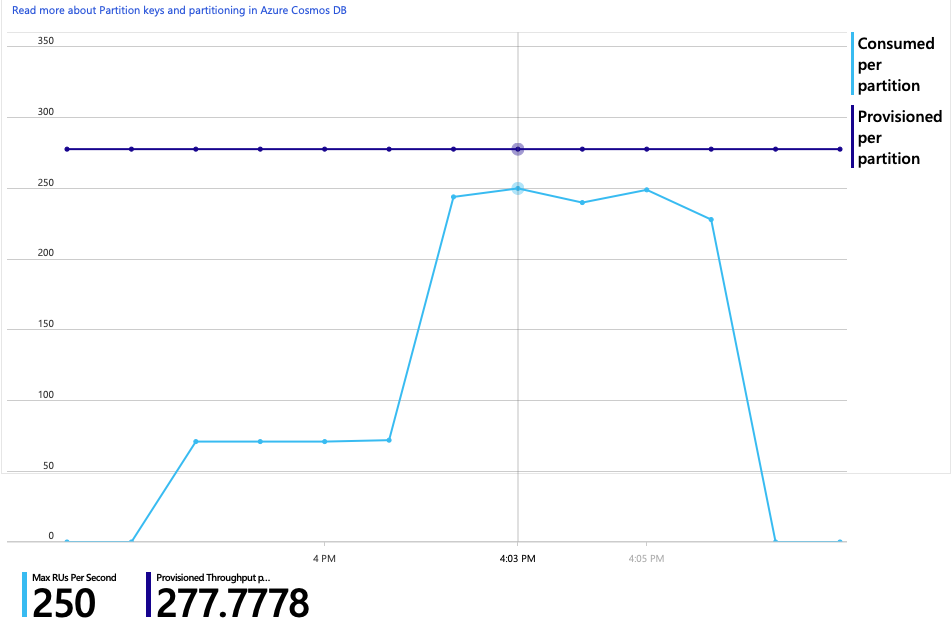 Read more about Partition keys and partitioning in Azure Cosmos DB
350
300
250
200
150
100
50
0
Consumed
per
partition
Provisioned
per
partition
4 PM
4:03 PM
4:05 PM
Max RUs Per Second
250
Provisioned Throughput p...
277.7778